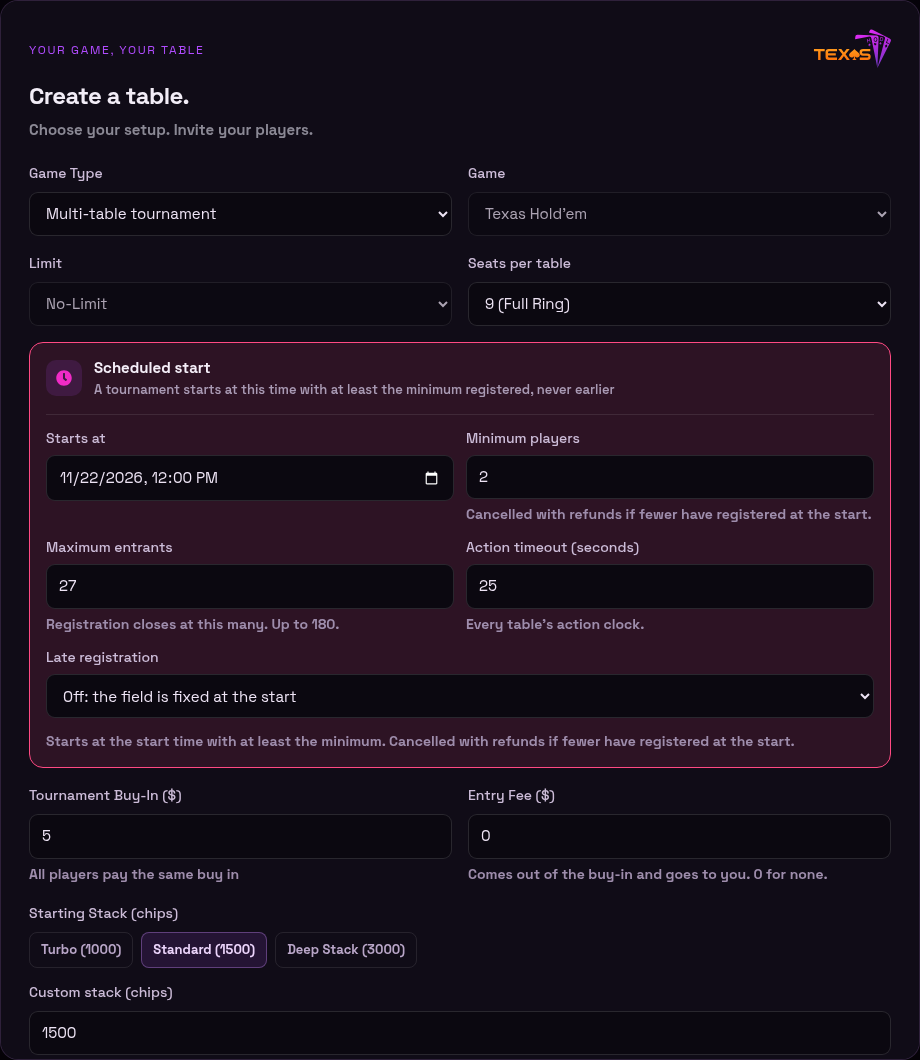 YOUR GAME, YOUR TABLE
TEXAS
Create a table.
Choose your setup. Invite your players.
Game Type
Game
Multi-table tournament
Texas Hold'em
Limit
Seats per table
No-Limit
9 (Full Ring)
Scheduled start
A tournament starts at this time with at least the minimum registered, never earlier
Starts at
Minimum players
11/22/2026, 12:00 PM
2
Cancelled with refunds if fewer have registered at the start.
Maximum entrants
Action timeout (seconds)
27
25
Registration closes at this many. Up to 180.
Every table's action clock.
Late registration
Off: the field is fixed at the start
Starts at the start time with at least the minimum. Cancelled with refunds if fewer have registered at the start.
Tournament Buy-In ($)
Entry Fee ($)
5
0
All players pay the same buy in
Comes out of the buy-in and goes to you. 0 for none.
Starting Stack (chips)
Turbo (1000)
Standard (1500)
Deep Stack (3000)
Custom stack (chips)
1500